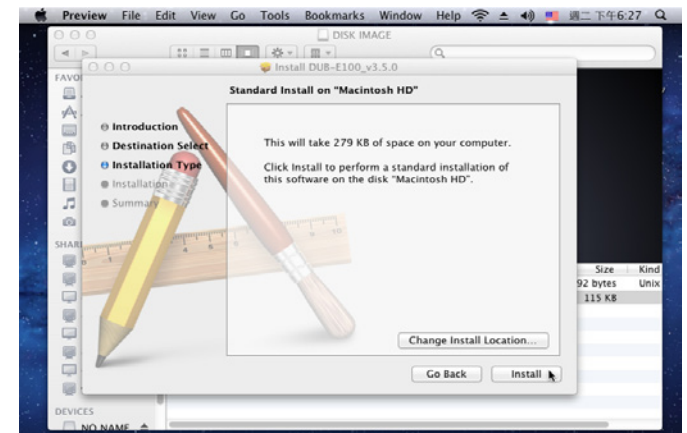 Preview File Edit View Go Tools Bookmarks Window Help 週二 下午6:27
DISK IMAGE
Install DUB-E100_v3.5.0
FAVO
Standard Install on "Macintosh HD"
Introduction
Destination Select
Installation Type
Installation
Summary
This will take 279 KB of space on your computer.
Click Install to perform a standard installation of
this software on the disk "Macintosh HD".
SHAR
Size Kind
92 bytes Unix
115 KB
Change Install Location...
Go Back Install
DEVICES
NO NAME